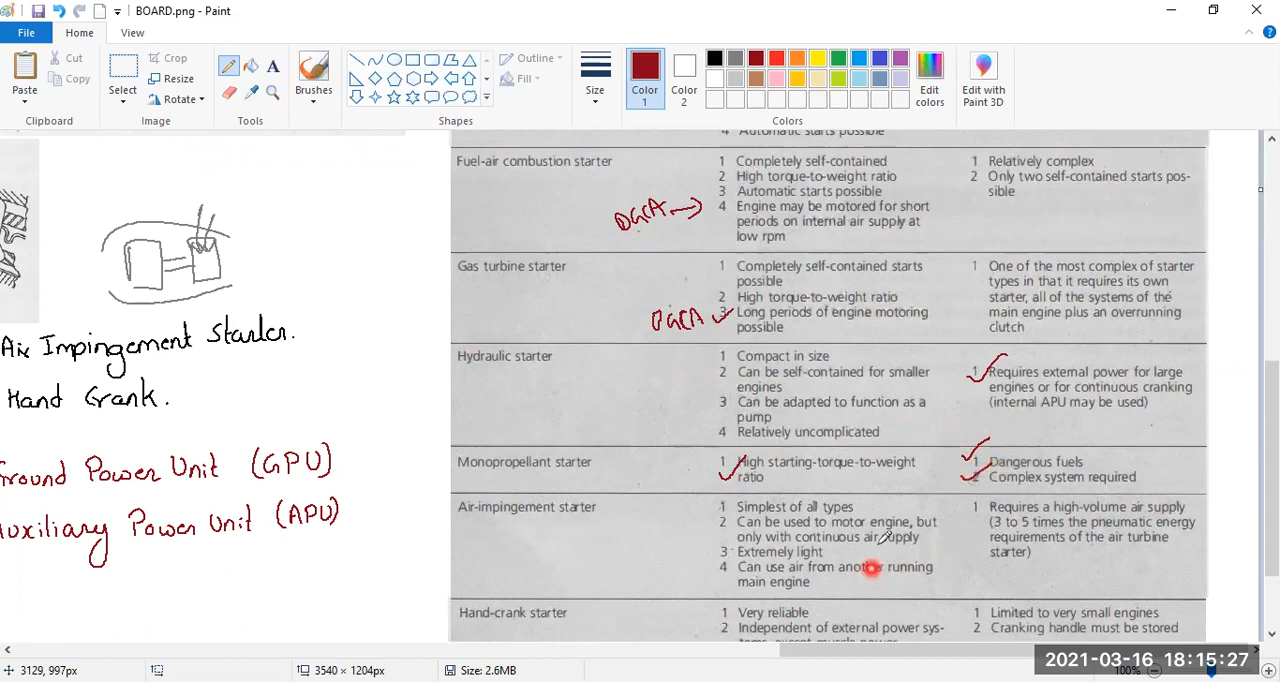 BOARD.png - Paint
File
Home
View
Paste
Cut
Copy
Clipboard
Select
Crop
Resize
Rotate
Image
Tools
Brushes
Shapes
Outline
Fill
Size
Color 1
Color 2
Edit colors
Edit with Paint 3D
Colors
4 Automatic starts possible
Fuel-air combustion starter
1 Completely self-contained
2 High torque-to-weight ratio
3 Automatic starts possible
4 Engine may be motored for short
periods on internal air supply at
low rpm
1 Relatively complex
2 Only two self-contained starts pos-
sible
DGCA
Gas turbine starter
1 Completely self-contained starts
possible
2 High torque-to-weight ratio
3 Long periods of engine motoring
possible
1 One of the most complex of starter
types in that it requires its own
starter, all of the systems of the
main engine plus an overrunning
clutch
DGCA
Hydraulic starter
1 Compact in size
2 Can be self-contained for smaller
engines
3 Can be adapted to function as a
pump
4 Relatively uncomplicated
1 Requires external power for large
engines or for continuous cranking
(internal APU may be used)
Monopropellant starter
1 High starting-torque-to-weight
ratio
1 Dangerous fuels
2 Complex system required
Air-impingement starter
1 Simplest of all types
2 Can be used to motor engine, but
only with continuous air supply
3 Extremely light
4 Can use air from another running
main engine
1 Requires a high-volume air supply
(3 to 5 times the pneumatic energy
requirements of the air turbine
starter)
Hand-crank starter
1 Very reliable
2 Independent of external power sys-
tems, except muscle power
1 Limited to very small engines
2 Cranking handle must be stored
Air Impingement Starter.
Hand Crank.
Ground Power Unit (GPU)
Auxiliary Power Unit (APU)
3129, 997px
3540 × 1204px
Size: 2.6MB
100%
2021-03-16 18:15:27